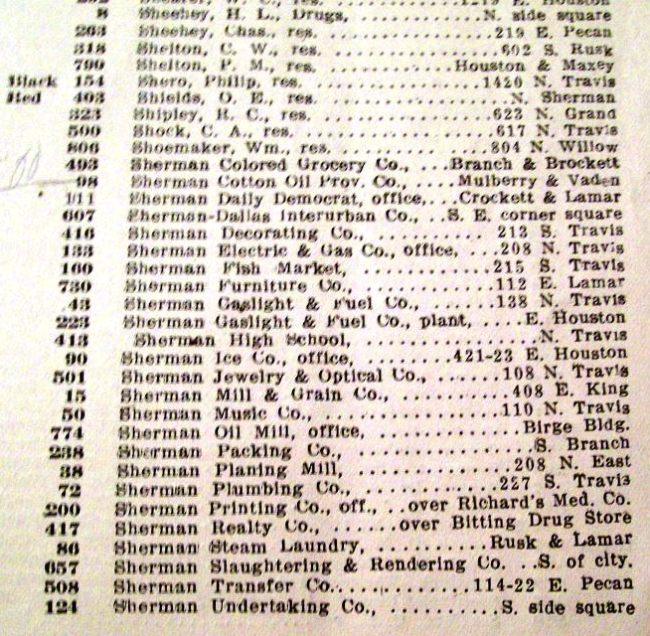 E. Houston
8 Sheehey, H. L., Drugs, ........N. side square
263 Sheehey, Chas., res. ........219 E. Pecan
318 Shelton, C. W., res. ........602 S. Rusk
790 Shelton, P. M., res. ........Houston & Maxey
Black 154 Shero, Philip, res. ........1420 N. Travis
Red 403 Shields, O. E., res. ........N. Sherman
323 Shipley, R. C., res. ........623 N. Grand
500 Shock, C. A., res. ........617 N. Travis
806 Shoemaker, Wm., res. ........804 N. Willow
493 Sherman Colored Grocery Co., ...Branch & Brockett
98 Sherman Cotton Oil Prov. Co., ....Mulberry & Vaden
111 Sherman Daily Democrat, office,...Crockett & Lamar
607 Sherman-Dallas Interurban Co., ..S. E. corner square
416 Sherman Decorating Co., ........ 213 S. Travis
133 Sherman Electric & Gas Co., office, ...208 N. Travis
160 Sherman Fish Market, ............215 S. Travis
730 Sherman Furniture Co., ..........112 E. Lamar
43 Sherman Gaslight & Fuel Co., ......138 N. Travis
223 Sherman Gaslight & Fuel Co., plant, ....E. Houston
413 Sherman High School, ............N. Travis
90 Sherman Ice Co., office, ........421-23 E. Houston
501 Sherman Jewelry & Optical Co., ......108 N. Travis
15 Sherman Mill & Grain Co., ......... 408 E. King
50 Sherman Music Co., ..............110 N. Travis
774 Sherman Oil Mill, office, ........... Birge Bldg.
238 Sherman Packing Co., ............S. Branch
38 Sherman Planing Mill, ............208 N. East
72 Sherman Plumbing Co., ..........227 S. Travis
200 Sherman Printing Co., off., ..over Richard's Med. Co.
417 Sherman Realty Co., ......over Bitting Drug Store
86 Sherman Steam Laundry, ..........Rusk & Lamar
657 Sherman Slaughtering & Rendering Co. ..S. of city.
508 Sherman Transfer Co............114-22 E. Pecan
124 Sherman Undertaking Co., ..........S. side square